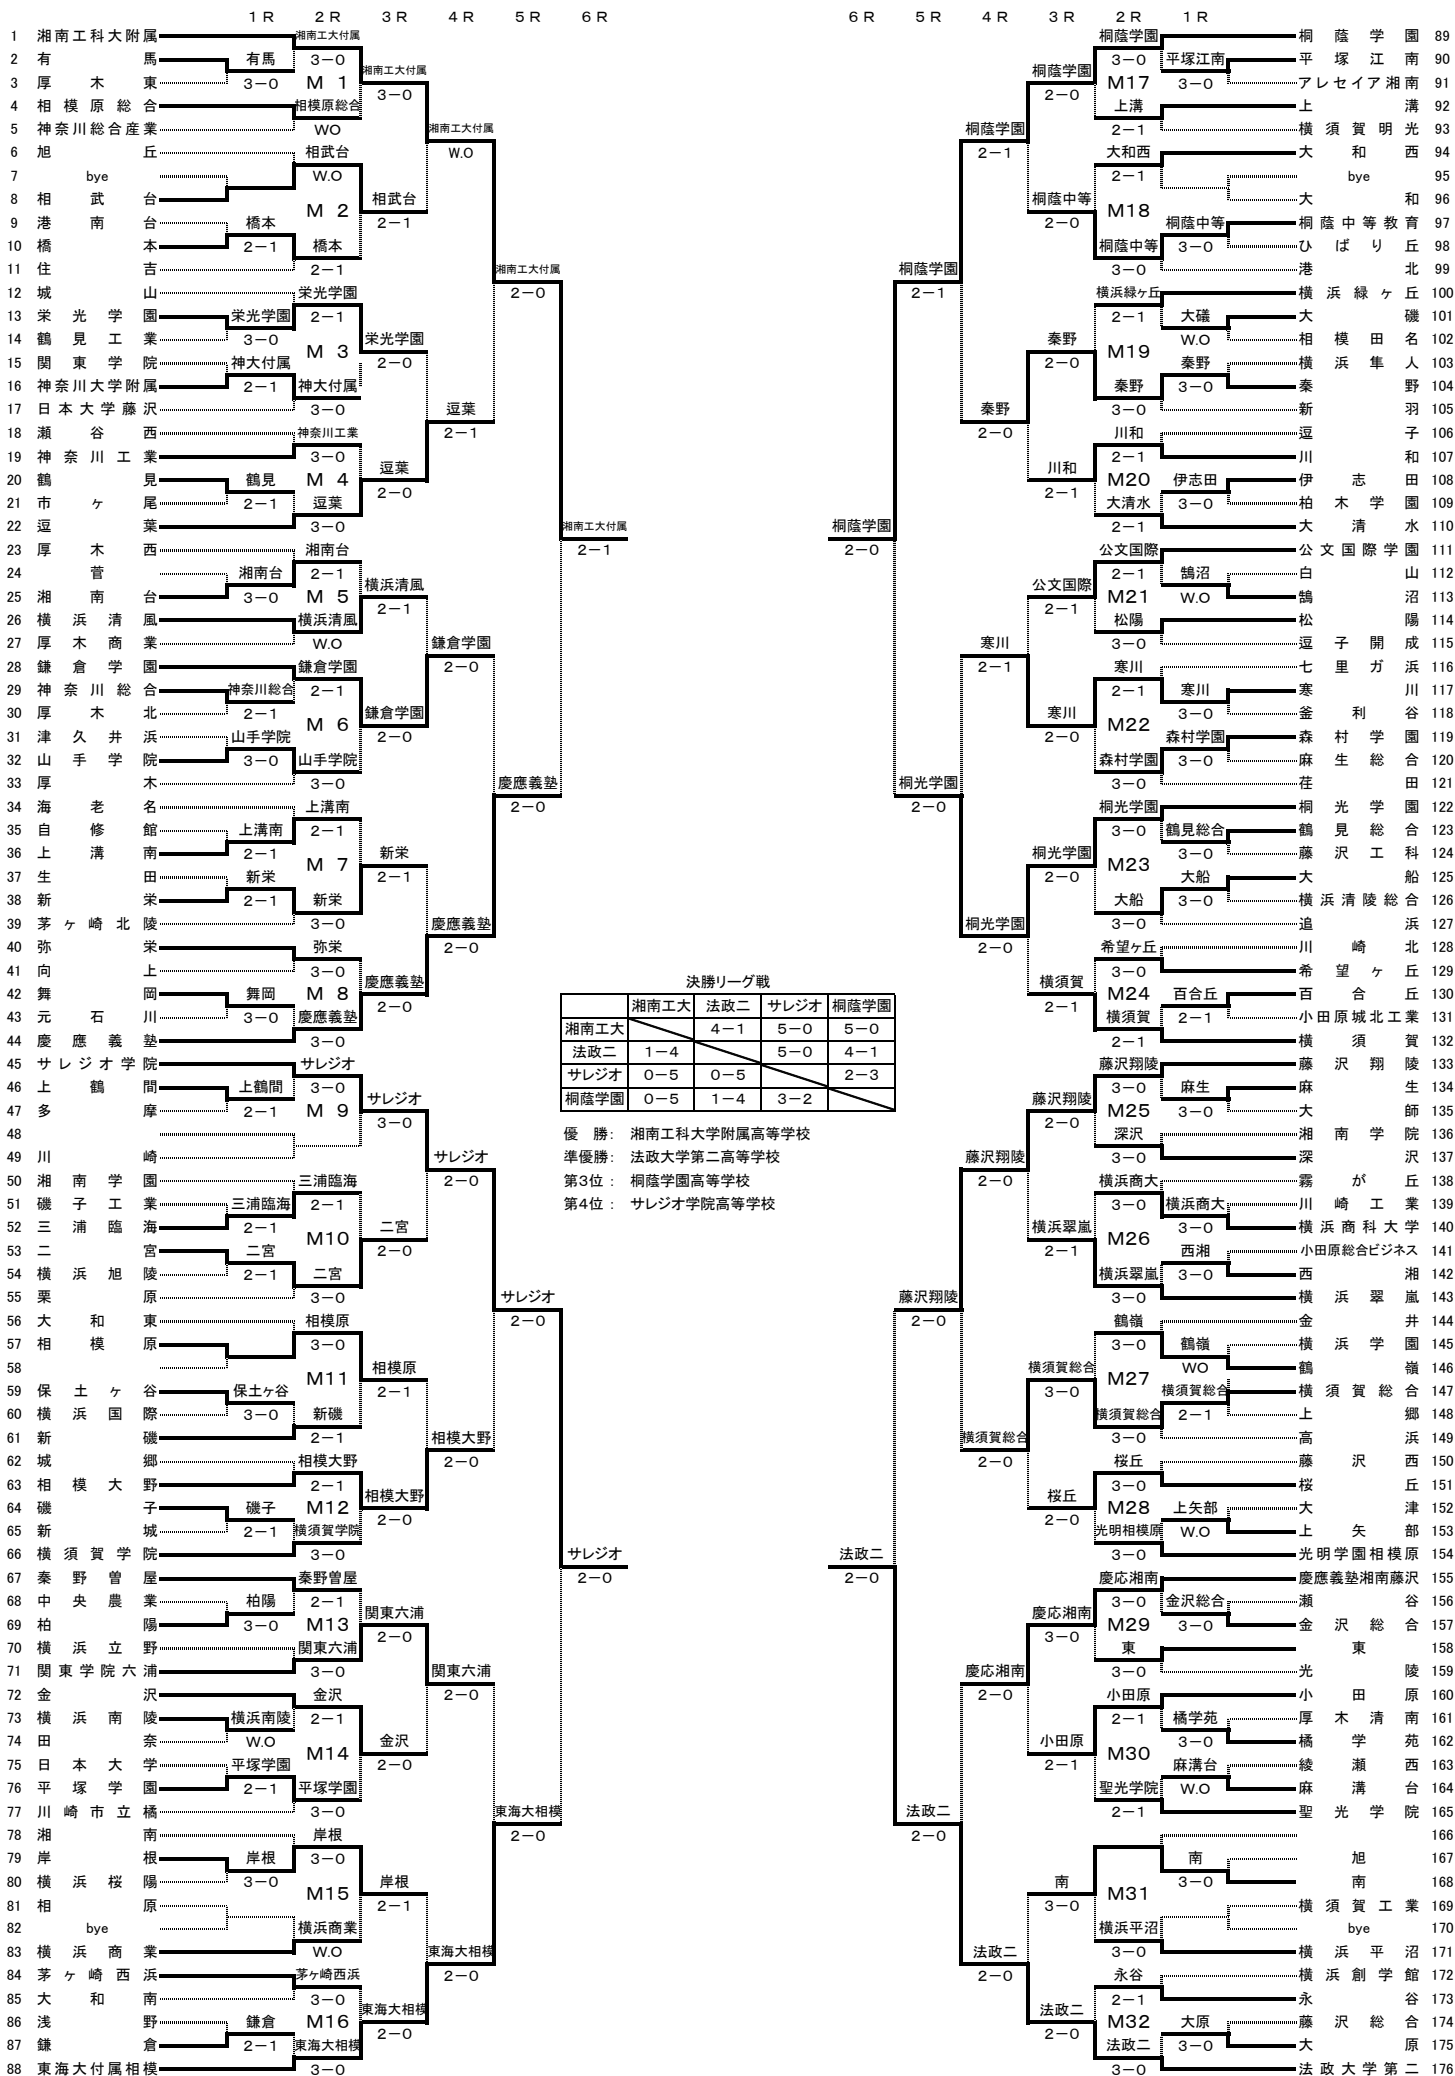 1R 2R 3R 4R 5R 6R
6R 5R 4R 3R 2R 1R
1 湘南工科大附属
2 有馬
3 厚木東
4 相模原総合
5 神奈川総合産業
6 旭丘
7 bye
8 相武台
9 港南台
10 橋本
11 住吉
12 城山
13 栄光学園
14 鶴見工業
15 関東学院
16 神奈川大学附属
17 日本大学藤沢
18 瀬谷西
19 神奈川工業
20 鶴見
21 市ヶ尾
22 逗葉
23 厚木西
24 菅
25 湘南台
26 横浜清風
27 厚木商業
28 鎌倉学園
29 神奈川総合
30 厚木北
31 津久井浜
32 山手学院
33 厚木
34 海老名
35 自修館
36 上溝南
37 生田
38 新栄
39 茅ヶ崎北陵
40 弥栄
41 向上
42 舞岡
43 元石川
44 慶應義塾
45 サレジオ学院
46 上鶴間
47 多摩
48
49 川崎
50 湘南学園
51 磯子工業
52 三浦臨海
53 二宮
54 横浜旭陵
55 栗原
56 大和東
57 相模原
58
59 保土ヶ谷
60 横浜国際
61 新磯
62 城郷
63 相模大野
64 磯子
65 新城
66 横須賀学院
67 秦野曽屋
68 中央農業
69 柏陽
70 横浜立野
71 関東学院六浦
72 金沢
73 横浜南陵
74 田奈
75 日本大学
76 平塚学園
77 川崎市立橘
78 湘南
79 岸根
80 横浜桜陽
81 相原
82 bye
83 横浜商業
84 茅ヶ崎西浜
85 大和南
86 浅野
87 鎌倉
88 東海大付属相模
有馬
3-0
橋本
2-1
栄光学園
3-0
神大付属
2-1
鶴見
2-1
湘南台
3-0
神奈川総合
2-1
山手学院
3-0
上溝南
2-1
新栄
2-1
舞岡
3-0
上鶴間
2-1
三浦臨海
2-1
二宮
2-1
保土ヶ谷
3-0
磯子
2-1
柏陽
3-0
横浜南陵
W.O
平塚学園
2-1
岸根
3-0
鎌倉
2-1
湘南工大付属
3-0
M 1
相模原総合
WO
相武台
W.O
M 2
橋本
2-1
栄光学園
2-1
M 3
神大付属
3-0
神奈川工業
3-0
M 4
逗葉
3-0
湘南台
2-1
M 5
横浜清風
W.O
鎌倉学園
2-1
M 6
山手学院
3-0
上溝南
2-1
M 7
新栄
3-0
弥栄
3-0
M 8
慶應義塾
3-0
サレジオ
3-0
M 9
三浦臨海
2-1
M10
二宮
3-0
相模原
3-0
M11
新磯
2-1
相模大野
2-1
M12
横須賀学院
3-0
秦野曽屋
2-1
M13
関東六浦
3-0
金沢
2-1
M14
平塚学園
3-0
岸根
3-0
M15
横浜商業
W.O
茅ヶ崎西浜
3-0
M16
東海大相模
3-0
湘南工大付属
3-0
相武台
2-1
栄光学園
2-0
逗葉
2-0
横浜清風
2-1
鎌倉学園
2-0
新栄
2-1
慶應義塾
2-0
サレジオ
3-0
二宮
2-0
相模原
2-1
相模大野
2-0
関東六浦
2-0
金沢
2-0
岸根
2-1
東海大相模
2-0
湘南工大付属
W.O
逗葉
2-1
鎌倉学園
2-0
慶應義塾
2-0
サレジオ
2-0
相模大野
2-0
関東六浦
2-0
東海大相模
2-0
湘南工大付属
2-0
慶應義塾
2-0
サレジオ
2-0
東海大相模
2-0
湘南工大付属
2-1
サレジオ
2-0
決勝リーグ戦
湘南工大 法政二 サレジオ 桐蔭学園
湘南工大 4-1 5-0 5-0
法政二 1-4 5-0 4-1
サレジオ 0-5 0-5 2-3
桐蔭学園 0-5 1-4 3-2
優 勝: 湘南工科大学附属高等学校
準優勝: 法政大学第二高等学校
第3位: 桐蔭学園高等学校
第4位: サレジオ学院高等学校
桐蔭学園
2-0
法政二
2-0
桐蔭学園
2-1
桐光学園
2-0
藤沢翔陵
2-0
法政二
2-0
桐蔭学園
2-1
秦野
2-0
寒川
2-1
桐光学園
2-0
藤沢翔陵
2-0
横須賀総合
2-0
慶応湘南
2-0
法政二
2-0
桐蔭学園
2-0
桐蔭中等
2-0
秦野
2-0
川和
2-1
公文国際
2-1
寒川
2-0
桐光学園
2-0
横須賀
2-1
藤沢翔陵
2-0
横浜翠嵐
2-1
横須賀総合
3-0
桜丘
2-0
慶応湘南
3-0
小田原
2-1
南
3-0
法政二
2-0
桐蔭学園
3-0
M17
上溝
2-1
大和西
2-1
M18
桐蔭中等
3-0
横浜緑ヶ丘
2-1
M19
秦野
3-0
川和
2-1
M20
大清水
2-1
公文国際
2-1
M21
松陽
3-0
寒川
2-1
M22
森村学園
3-0
桐光学園
3-0
M23
大船
3-0
希望ヶ丘
3-0
M24
横須賀
2-1
藤沢翔陵
3-0
M25
深沢
3-0
横浜商大
3-0
M26
横浜翠嵐
3-0
鶴嶺
3-0
M27
横須賀総合
3-0
桜丘
3-0
M28
光明相模原
3-0
慶応湘南
3-0
M29
東
3-0
小田原
2-1
M30
聖光学院
2-1
M31
横浜平沼
3-0
永谷
2-1
M32
法政二
3-0
平塚江南
3-0
桐蔭中等
3-0
大磯
W.O
秦野
3-0
伊志田
3-0
鵠沼
W.O
寒川
3-0
森村学園
3-0
鶴見総合
3-0
大船
3-0
百合丘
2-1
麻生
3-0
横浜商大
3-0
西湘
3-0
鶴嶺
WO
横須賀総合
2-1
上矢部
W.O
金沢総合
3-0
橘学苑
3-0
麻溝台
W.O
南
3-0
大原
3-0
桐蔭学園 89
平塚江南 90
アレセイア湘南 91
上溝 92
横須賀明光 93
大和西 94
bye 95
大和 96
桐蔭中等教育 97
ひばり丘 98
港北 99
横浜緑ヶ丘 100
大磯 101
相模田名 102
横浜隼人 103
秦野 104
新羽 105
逗子 106
川和 107
伊志田 108
柏木学園 109
大清水 110
公文国際学園 111
白山 112
鵠沼 113
松陽 114
逗子開成 115
七里ガ浜 116
寒川 117
釜利谷 118
森村学園 119
麻生総合 120
荏田 121
桐光学園 122
鶴見総合 123
藤沢工科 124
大船 125
横浜清陵総合 126
追浜 127
川崎北 128
希望ヶ丘 129
百合丘 130
小田原城北工業 131
横須賀 132
藤沢翔陵 133
麻生 134
大師 135
湘南学院 136
深沢 137
霧が丘 138
川崎工業 139
横浜商科大学 140
小田原総合ビジネス 141
西湘 142
横浜翠嵐 143
金井 144
横浜学園 145
鶴嶺 146
横須賀総合 147
上郷 148
高浜 149
藤沢西 150
桜丘 151
大津 152
上矢部 153
光明学園相模原 154
慶應義塾湘南藤沢 155
瀬谷 156
金沢総合 157
東 158
光陵 159
小田原 160
厚木清南 161
橘学苑 162
綾瀬西 163
麻溝台 164
聖光学院 165
166
旭 167
南 168
横須賀工業 169
bye 170
横浜平沼 171
横浜創学館 172
永谷 173
藤沢総合 174
大原 175
法政大学第二 176